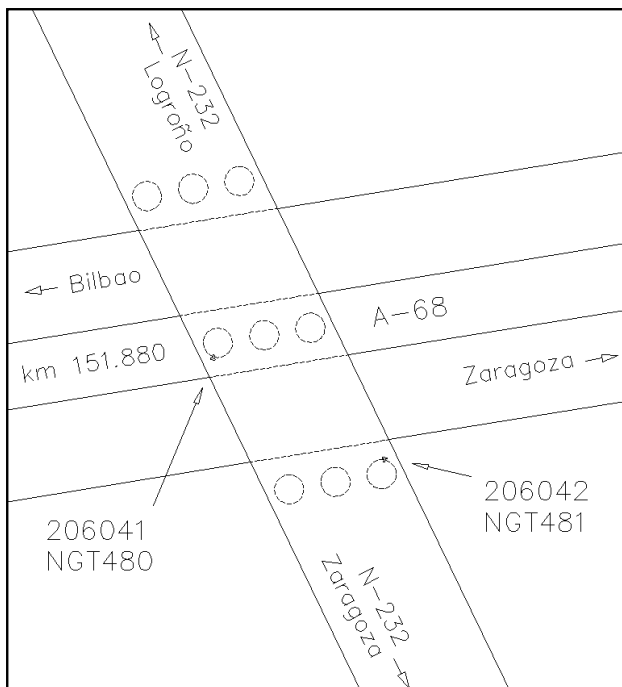 N-232
Logroño
Bilbao
A-68
km 151.880
Zaragoza
206041
NGT480
206042
NGT481
N-232
Zaragoza